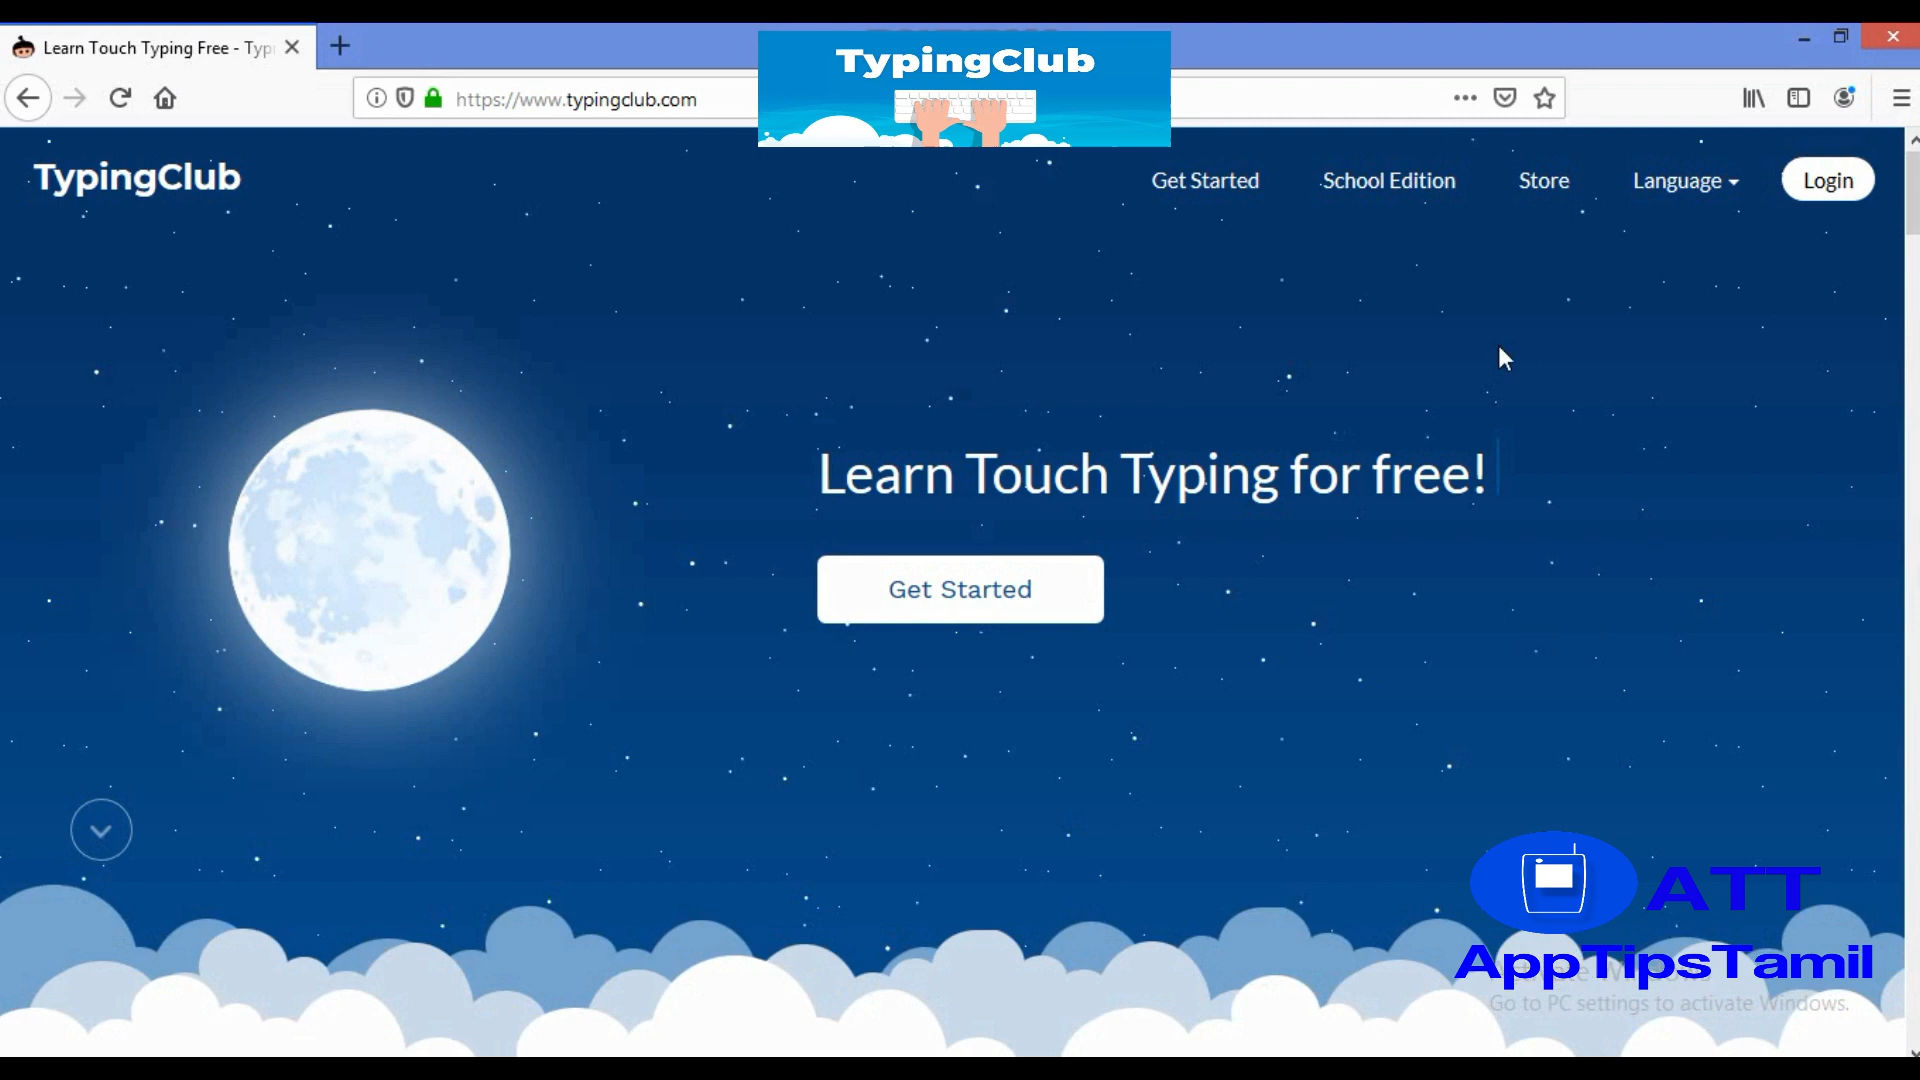 Learn Touch Typing Free - Typ
TypingClub
https://www.typingclub.com
TypingClub
Get Started
School Edition
Store
Language
Login
Learn Touch Typing for free!
Get Started
ATT
AppTipsTamil
Go to PC settings to activate Windows.